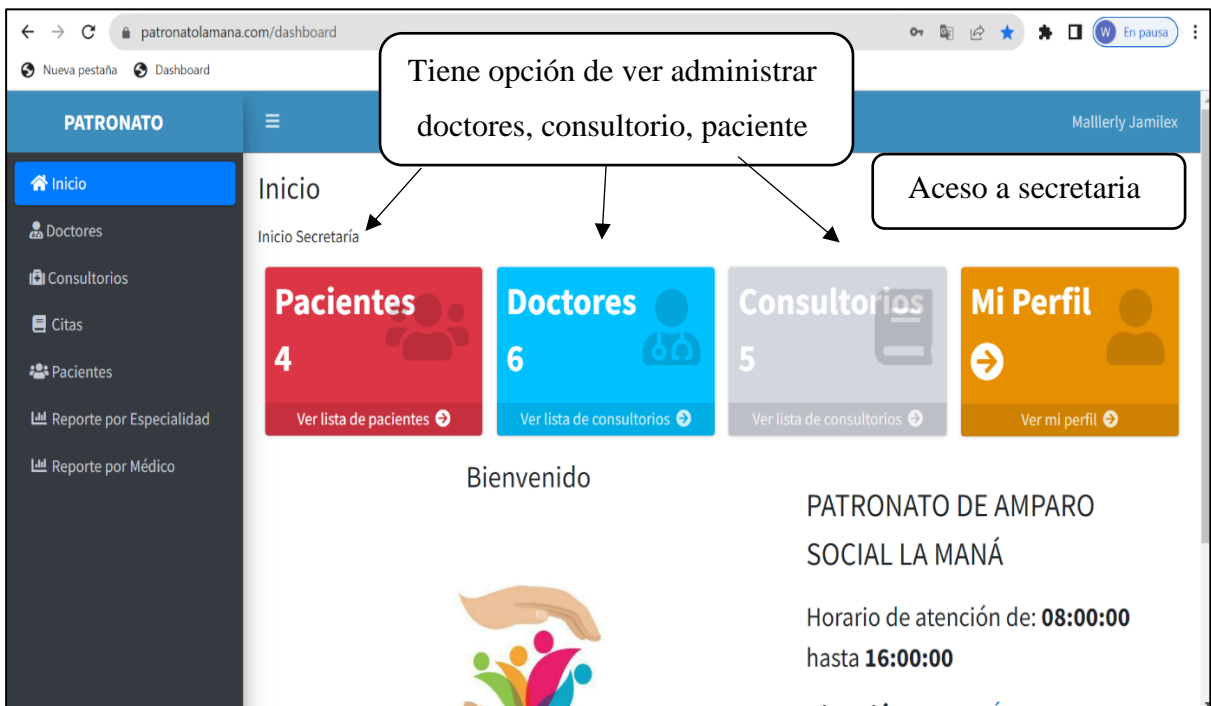 patronatolamana.com/dashboard
W En pausa
Nueva pestaña Dashboard
Tiene opción de ver administrar
doctores, consultorio, paciente
PATRONATO
Malllerly Jamilex
Aceso a secretaria
Inicio
Doctores
Consultorios
Citas
Pacientes
Reporte por Especialidad
Reporte por Médico
Inicio
Inicio Secretaría
Pacientes
4
Ver lista de pacientes
Doctores
6
Ver lista de consultorios
Consultorios
5
Ver lista de consultorios
Mi Perfil
Ver mi perfil
Bienvenido
PATRONATO DE AMPARO
SOCIAL LA MANÁ
Horario de atención de: 08:00:00
hasta 16:00:00